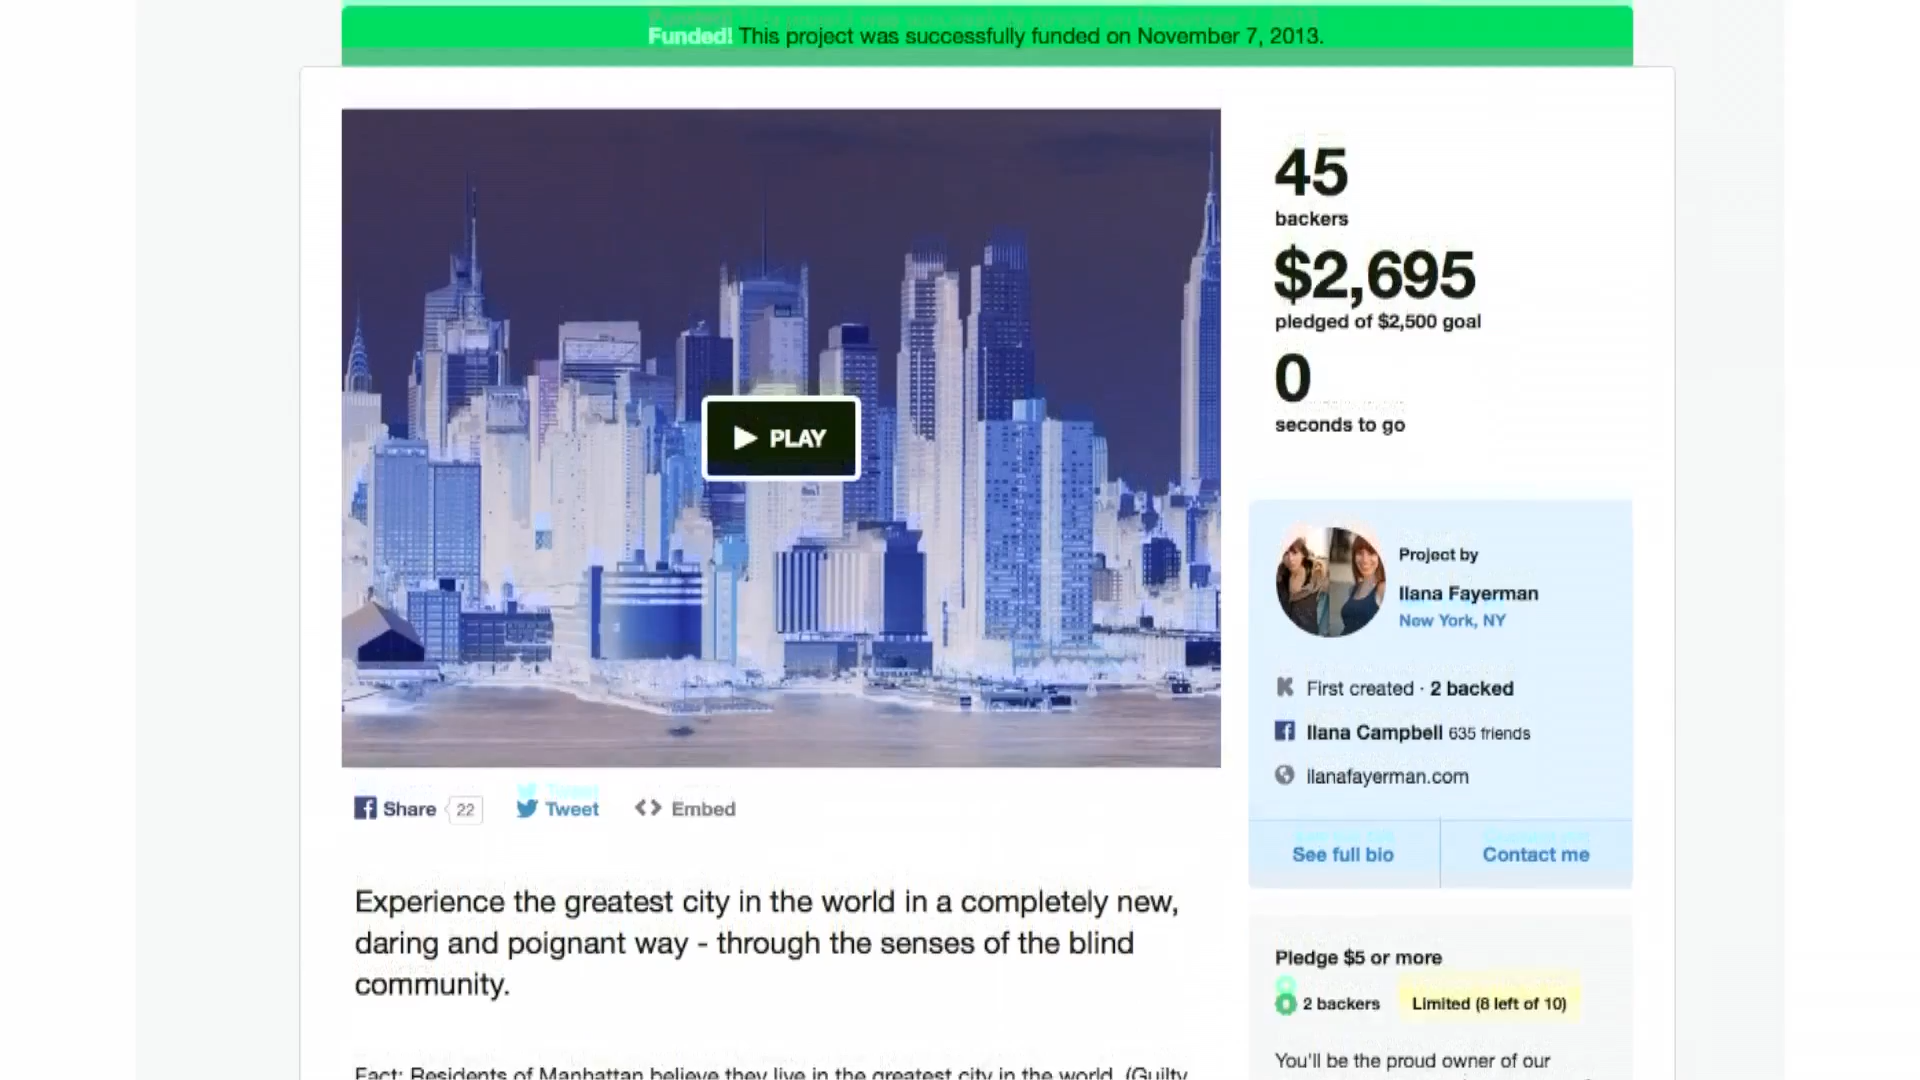 Funded! This project was successfully funded on November 7, 2013.
PLAY
45
backers
$2,695
pledged of $2,500 goal
0
seconds to go
Project by
Ilana Fayerman
New York, NY
First created · 2 backed
Ilana Campbell 635 friends
ilanafayerman.com
See full bio
Contact me
Share 22
Tweet
Embed
Experience the greatest city in the world in a completely new,
daring and poignant way - through the senses of the blind
community.
Fact: Residents of Manhattan believe they live in the greatest city in the world. (Guilty
Pledge $5 or more
2 backers Limited (8 left of 10)
You'll be the proud owner of our